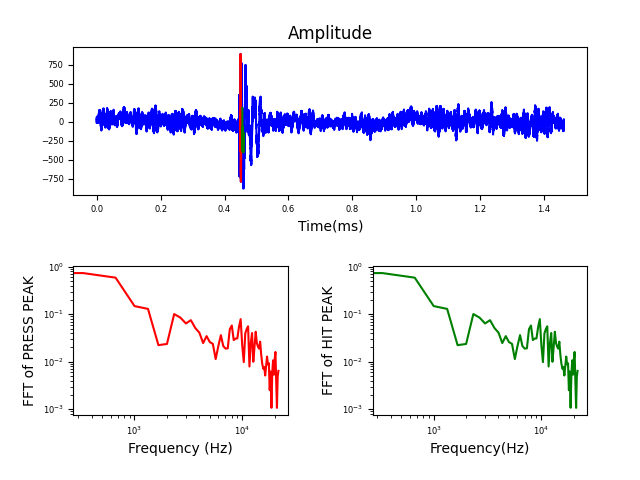 Amplitude
750
500
250
0
−250
−500
−750
0.0 0.2 0.4 0.6 0.8 1.0 1.2 1.4
Time(ms)
FFT of PRESS PEAK
10⁰
10⁻¹
10⁻²
10⁻³
10³ 10⁴
Frequency (Hz)
FFT of HIT PEAK
10⁰
10⁻¹
10⁻²
10⁻³
10³ 10⁴
Frequency(Hz)